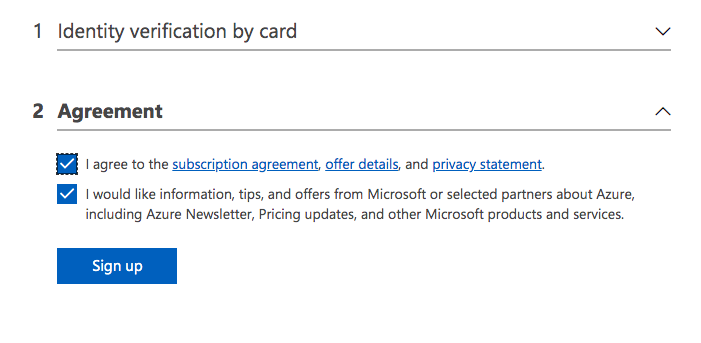 1 Identity verification by card
2 Agreement
I agree to the subscription agreement, offer details, and privacy statement.
I would like information, tips, and offers from Microsoft or selected partners about Azure,
including Azure Newsletter, Pricing updates, and other Microsoft products and services.
Sign up